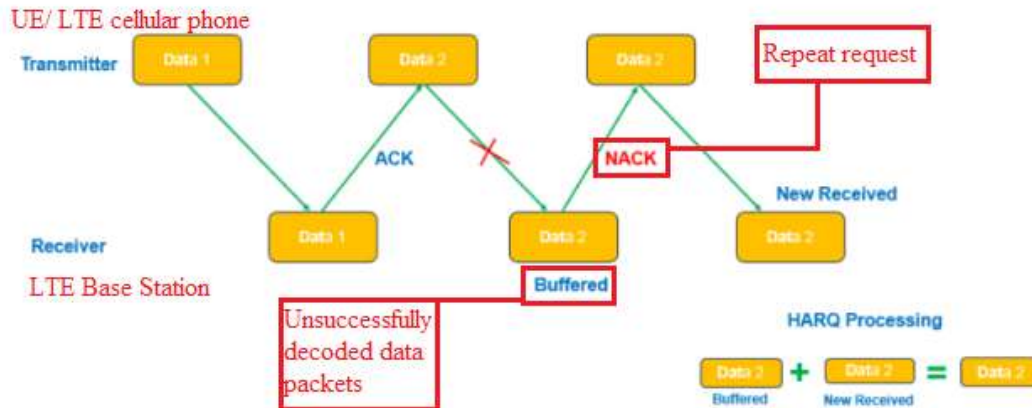 UE/ LTE cellular phone
Transmitter
Data 1
Data 2
Data 2
Repeat request
ACK
NACK
New Received
Receiver
Data 1
Data 2
Data 2
LTE Base Station
Buffered
Unsuccessfully
decoded data
packets
HARQ Processing
Data 2 + Data 2 = Data 2
Buffered
New Received